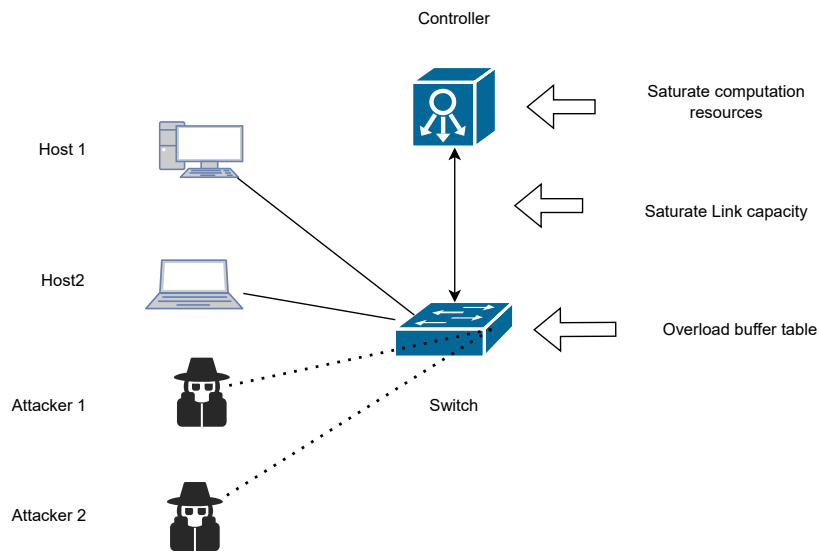 Controller
Saturate computation
resources
Host 1
Saturate Link capacity
Host2
Overload buffer table
Attacker 1
Switch
Attacker 2